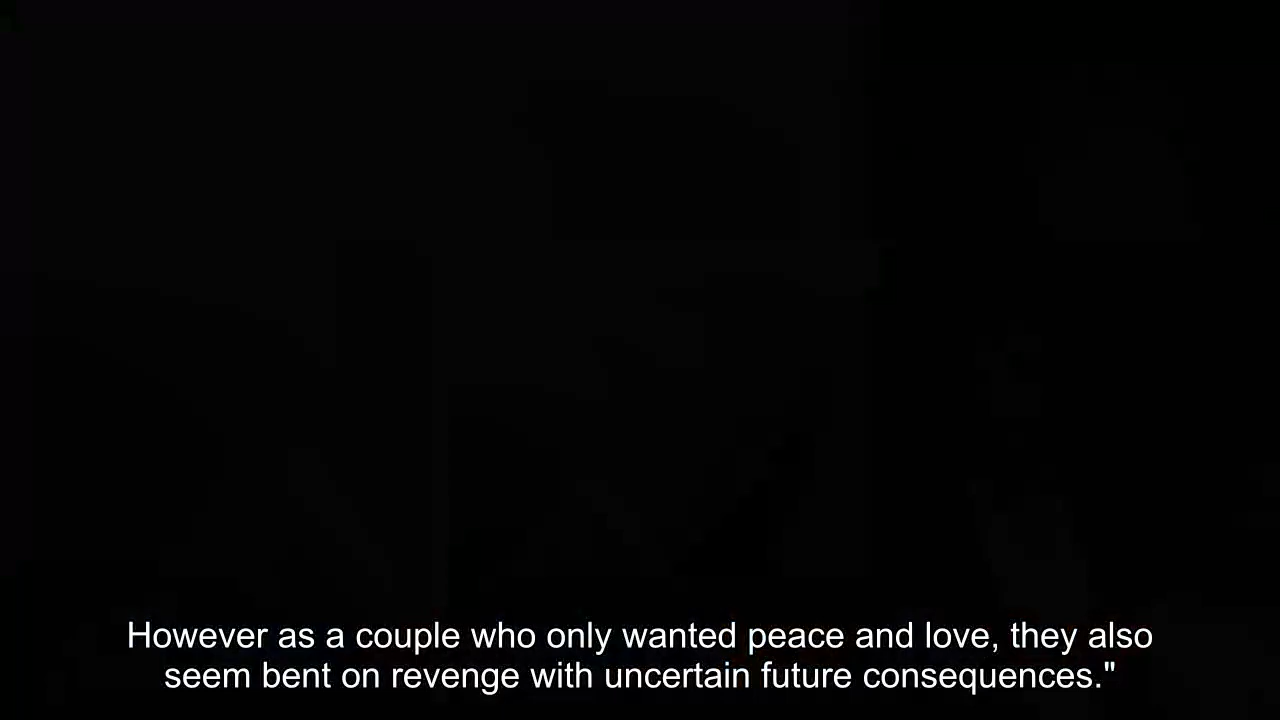 However as a couple who only wanted peace and love, they also
seem bent on revenge with uncertain future consequences."